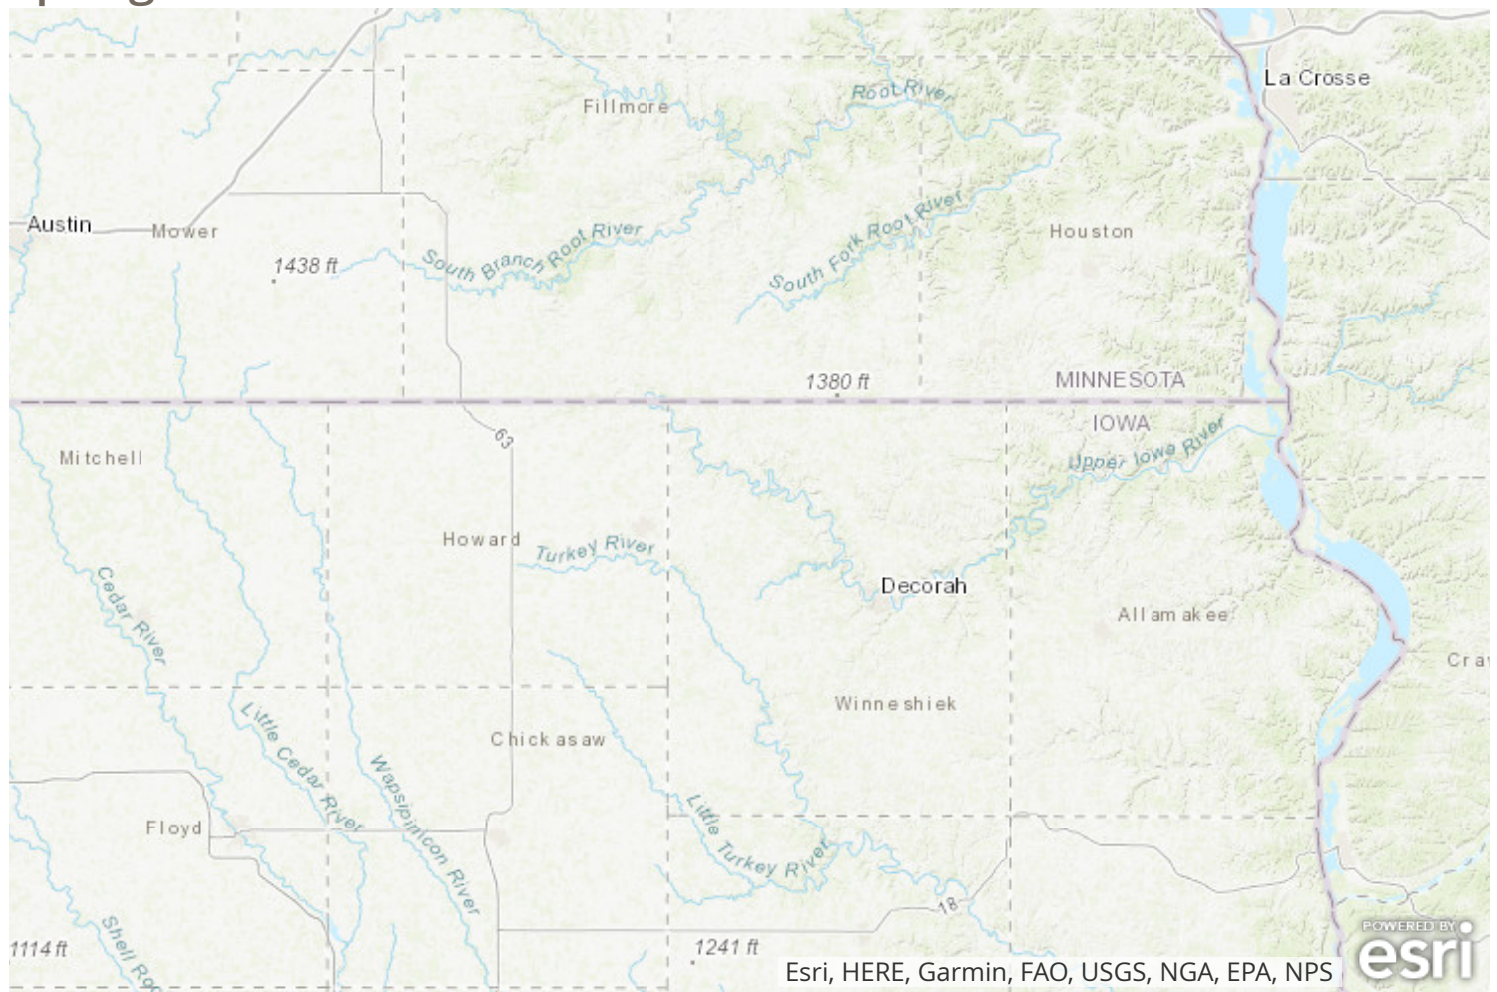 La Crosse
Root River
Fillmore
South Fork Root River
Austin
Mower
South Branch Root River
Houston
1438 ft
1380 ft
MINNESOTA
IOWA
Upper Iowa River
63
Mitchell
Howard
Turkey River
Decorah
Cedar River
Allamakee
Winneshiek
Little Cedar River
Chickasaw
Wapsipinicon River
Little Turkey River
Floyd
18
Shell
1114 ft
1241 ft
POWERED BY
esri
Esri, HERE, Garmin, FAO, USGS, NGA, EPA, NPS